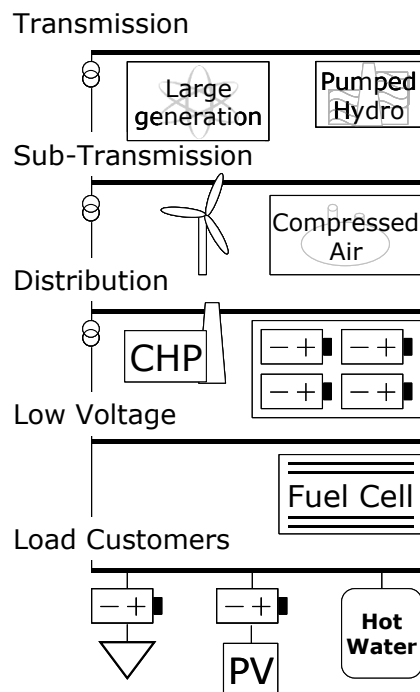 Transmission
Large
generation
Pumped
Hydro
Sub-Transmission
Compressed
Air
Distribution
CHP
− +
− +
− +
− +
Low Voltage
Fuel Cell
Load Customers
− +
− +
Hot
Water
PV